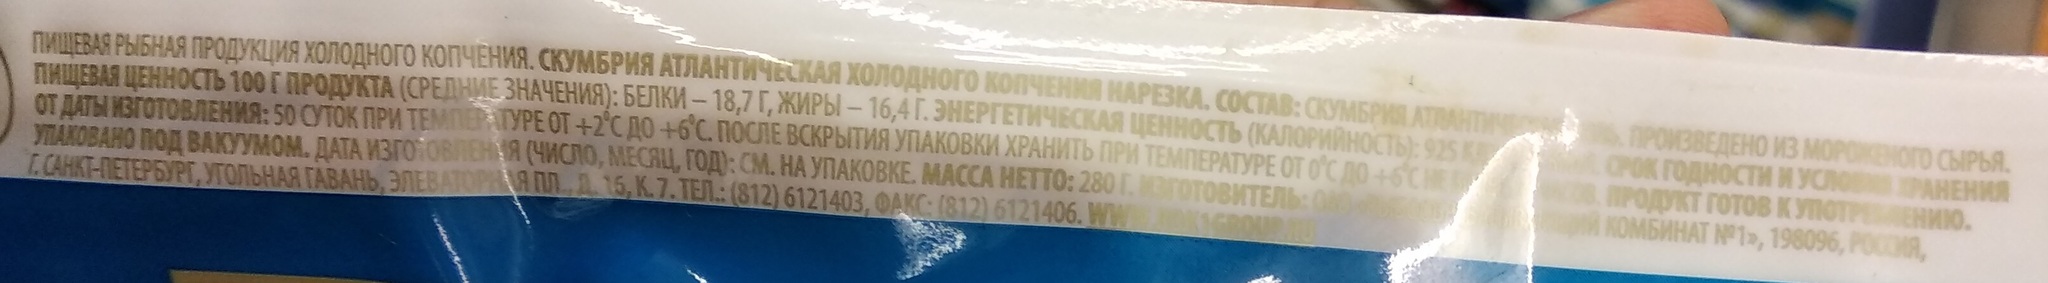 ПИЩЕВАЯ РЫБНАЯ ПРОДУКЦИЯ ХОЛОДНОГО КОПЧЕНИЯ. СКУМБРИЯ АТЛАНТИЧЕСКАЯ ХОЛОДНОГО КОПЧЕНИЯ НАРЕЗКА. СОСТАВ: СКУМБРИЯ ПРОИЗВЕДЕНО ИЗ МОРОЖЕНОГО СЫРЬЯ.
ПИЩЕВАЯ ЦЕННОСТЬ 100 Г ПРОДУКТА (СРЕДНИЕ ЗНАЧЕНИЯ): БЕЛКИ – 18,7 Г, ЖИРЫ – 16,4 Г. ЭНЕРГЕТИЧЕСКАЯ ЦЕННОСТЬ (КАЛОРИЙНОСТЬ): 925 СРОК ГОДНОСТИ И УСЛОВИЯ ХРАНЕНИЯ
ОТ ДАТЫ ИЗГОТОВЛЕНИЯ: 50 СУТОК ПРИ ТЕМПЕРАТУРЕ ОТ +2°С ДО +6°С. ПОСЛЕ ВСКРЫТИЯ УПАКОВКИ ХРАНИТЬ ПРИ ТЕМПЕРАТУРЕ ОТ 0°С ДО +6°С НЕ ПРОДУКТ ГОТОВ К УПОТРЕБЛЕНИЮ.
УПАКОВАНО ПОД ВАКУУМОМ. ДАТА ИЗГОТОВЛЕНИЯ (ЧИСЛО, МЕСЯЦ, ГОД): СМ. НА УПАКОВКЕ. МАССА НЕТТО: 280 Г. ИЗГОТОВИТЕЛЬ: КОМБИНАТ №1», 198096, РОССИЯ,
Г. САНКТ-ПЕТЕРБУРГ, УГОЛЬНАЯ ГАВАНЬ, ЭЛЕВАТОРНАЯ ПЛ., Д. 16, К. 7. ТЕЛ.: (812) 6121403, ФАКС: (812) 6121406.